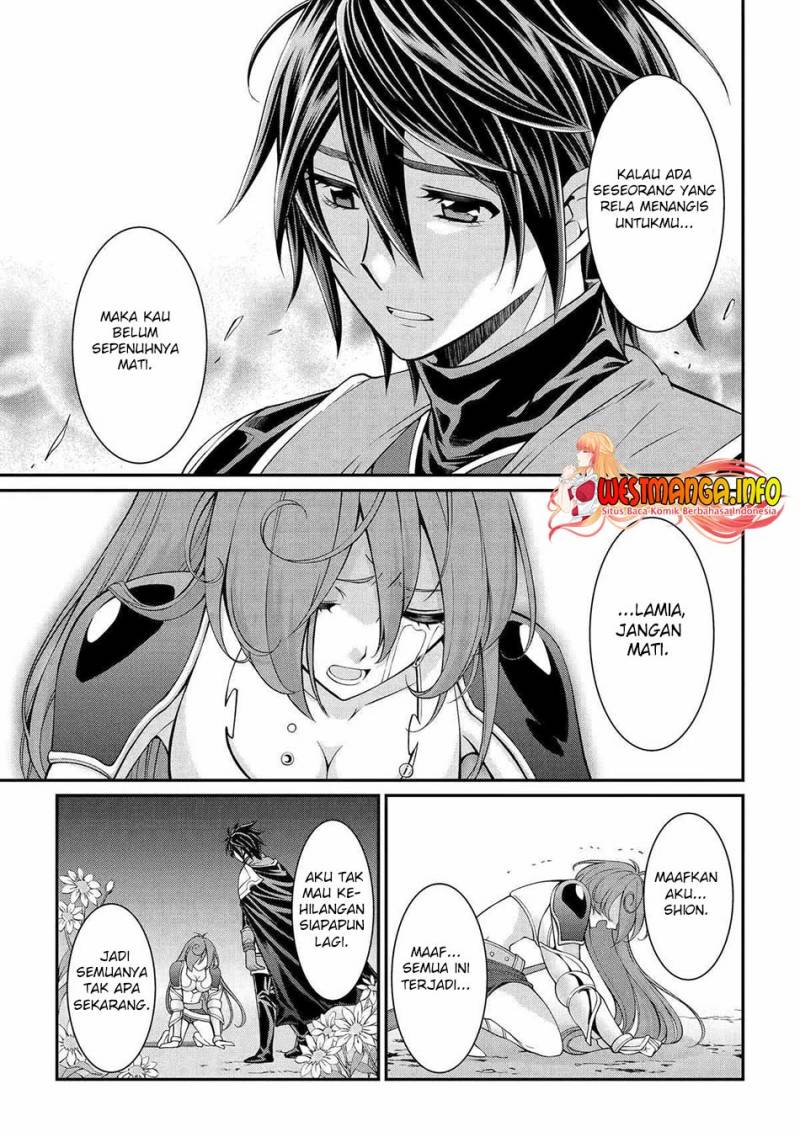 KALAU ADA
SESEORANG YANG
RELA MENANGIS
UNTUKMU...
MAKA KAU
BELUM
SEPENUHNYA
MATI.
WESTMANGA.INFO
Situs Baca Komik Berbahasa Indonesia
...LAMIA,
JANGAN
MATI.
MAAFKAN
AKU...
SHION.
MAAF...
SEMUA INI
TERJADI...
AKU TAK
MAU KE-
HILANGAN
SIAPAPUN
LAGI.
JADI
SEMUANYA
TAK APA
SEKARANG.